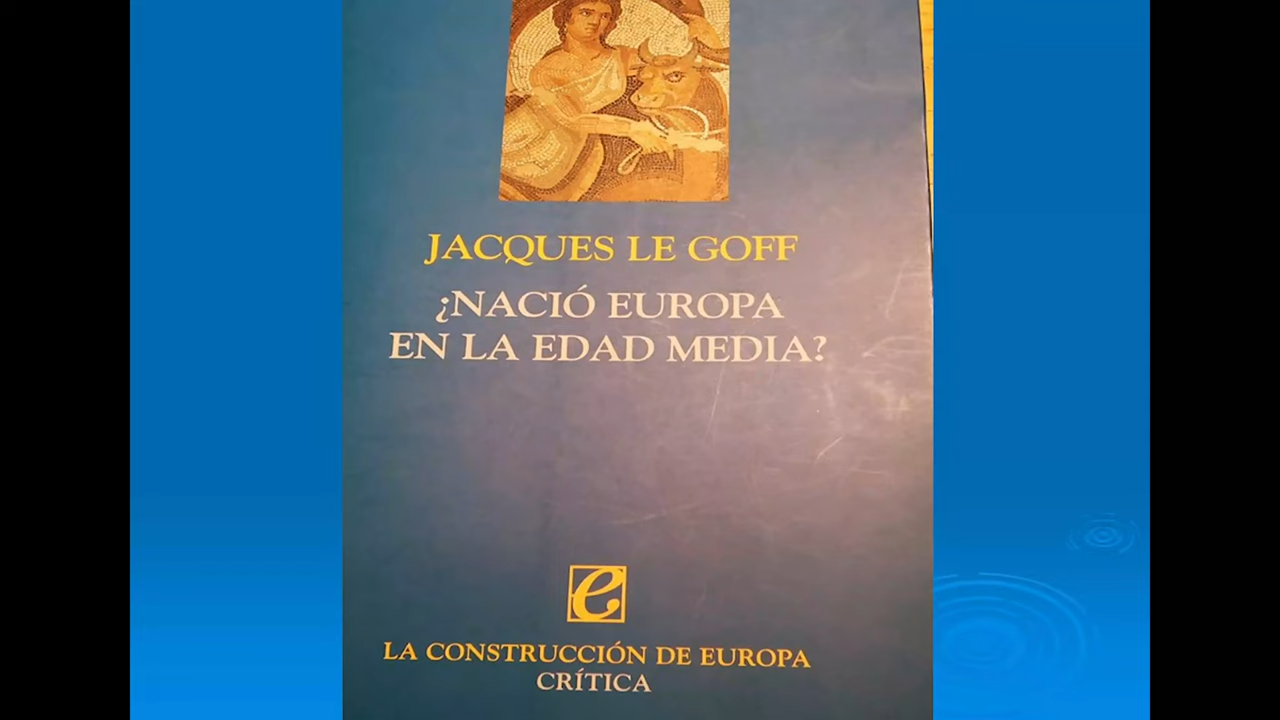 JACQUES LE GOFF
¿NACIÓ EUROPA
EN LA EDAD MEDIA?
e
LA CONSTRUCCIÓN DE EUROPA
CRÍTICA